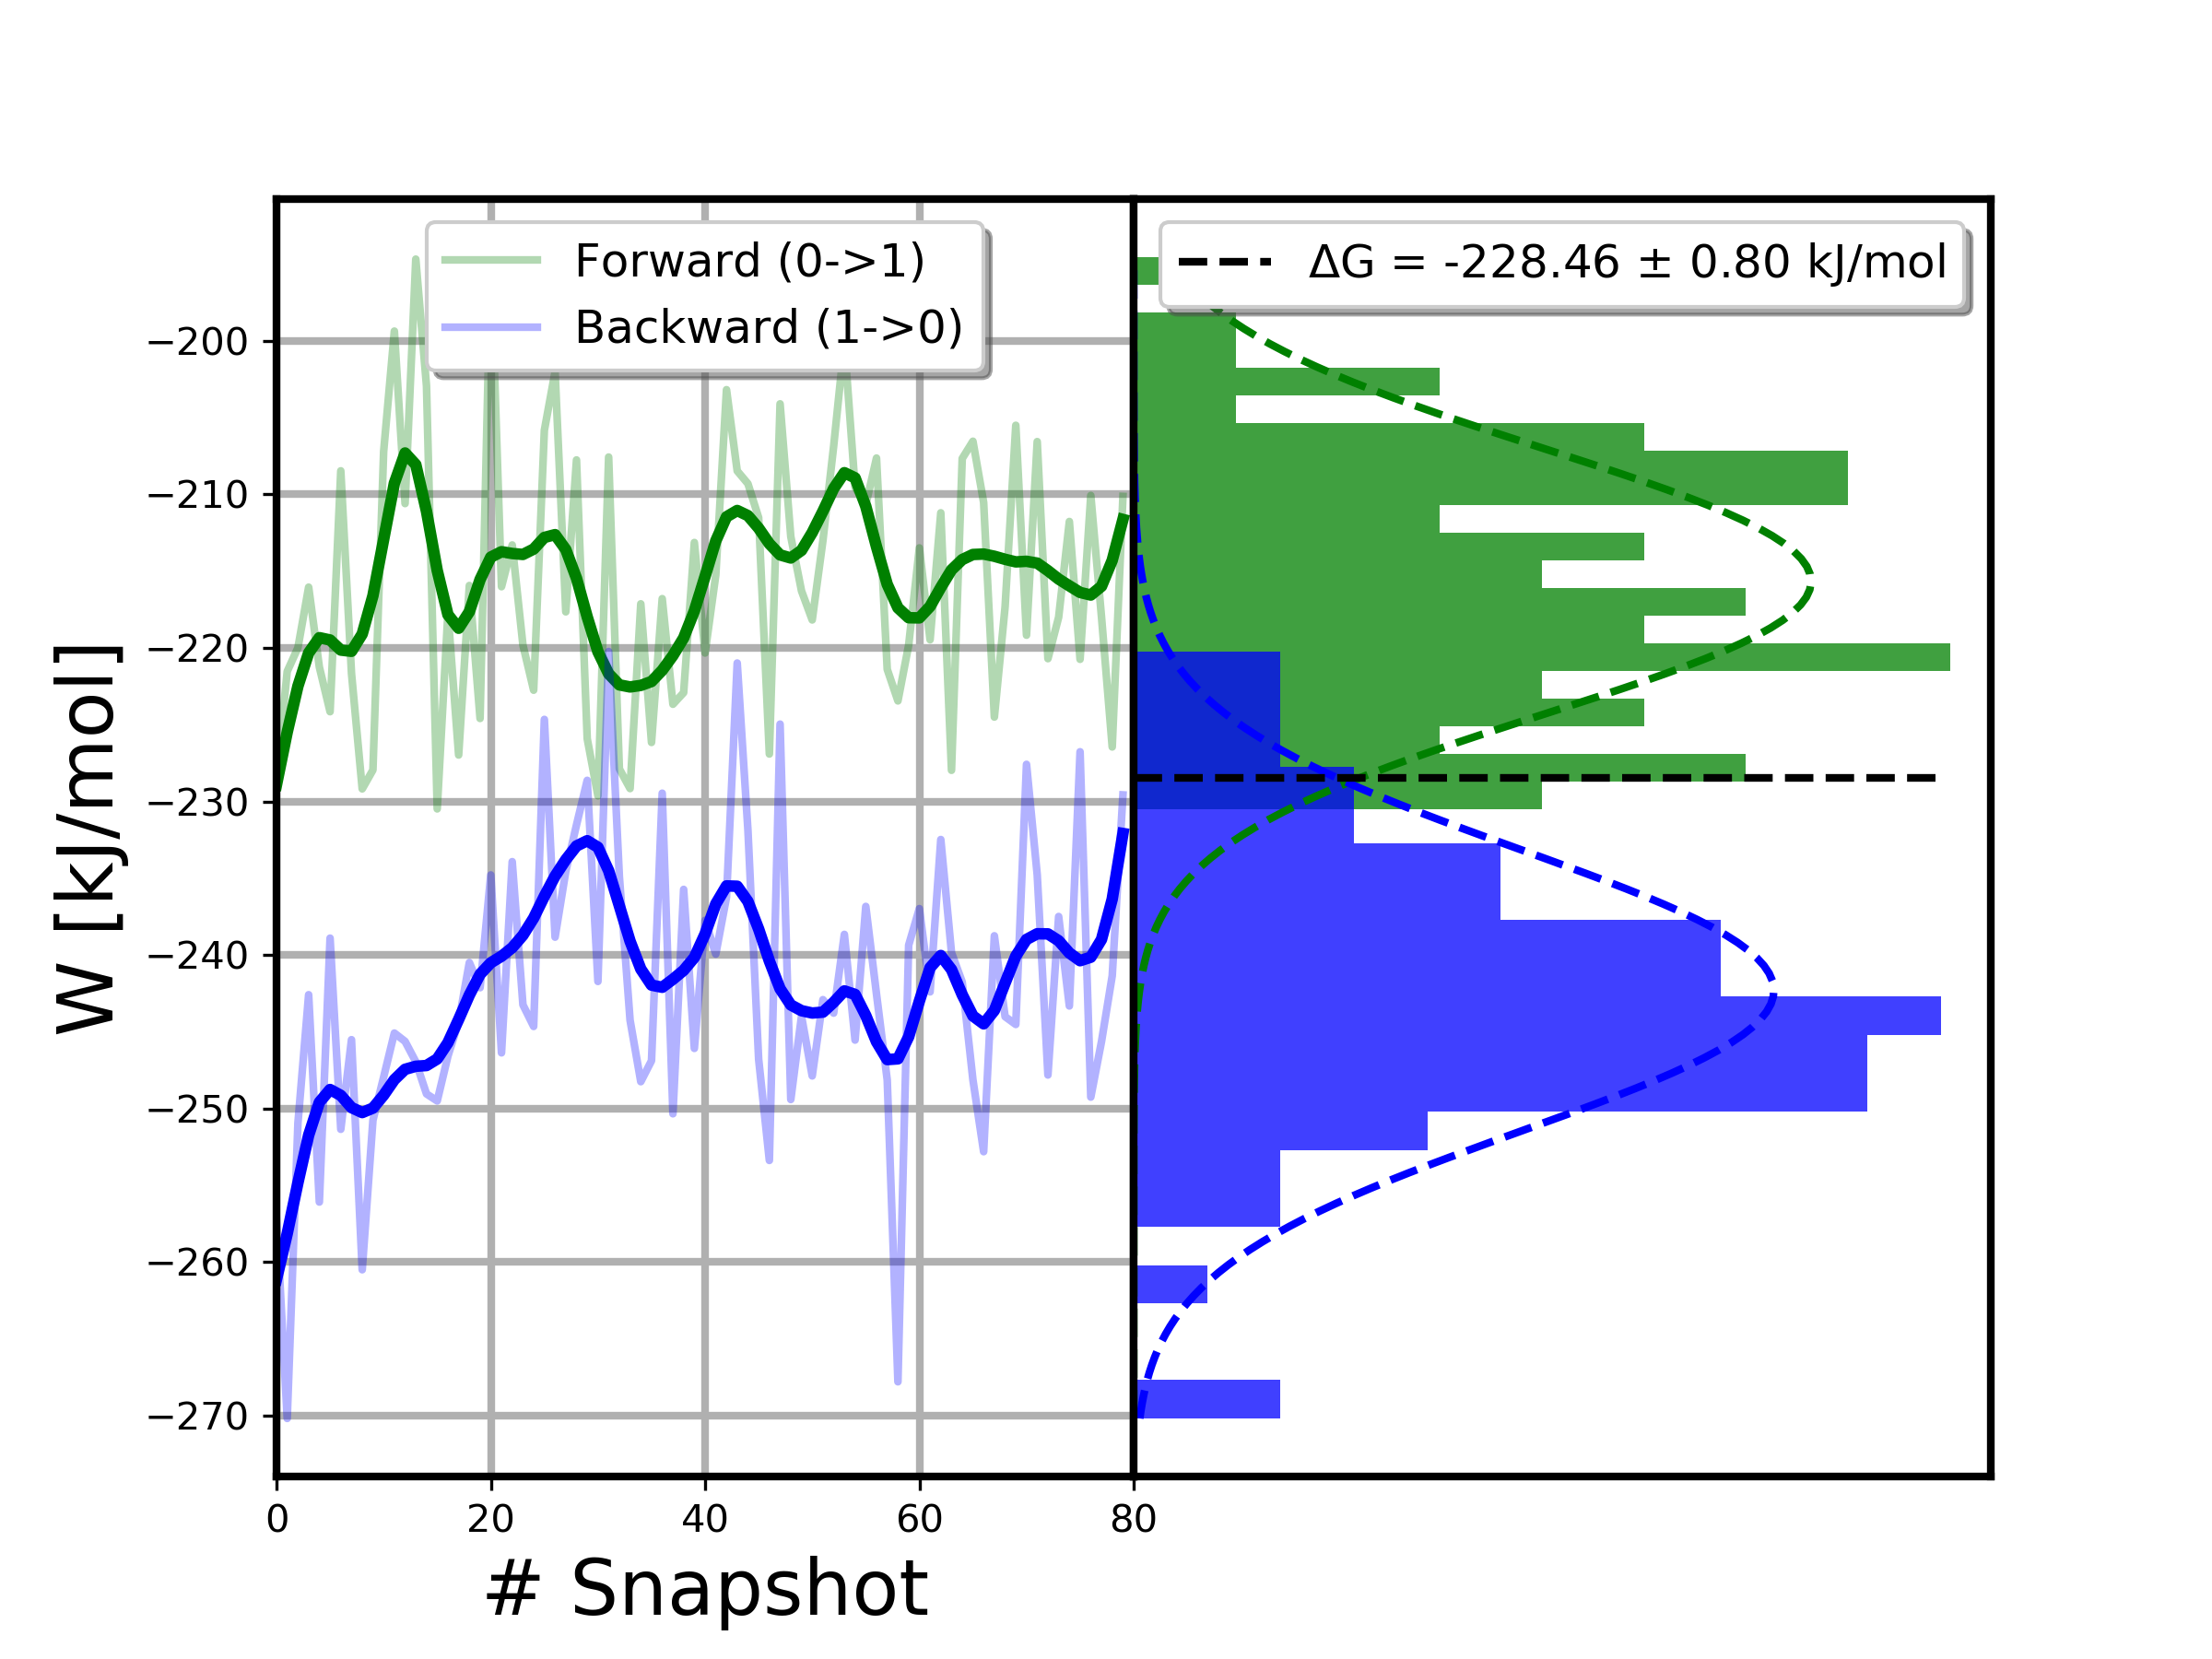 Forward (0->1)
Backward (1->0)
ΔG = -228.46 ± 0.80 kJ/mol
W [kJ/mol]
−200
−210
−220
−230
−240
−250
−260
−270
0 20 40 60 80
# Snapshot